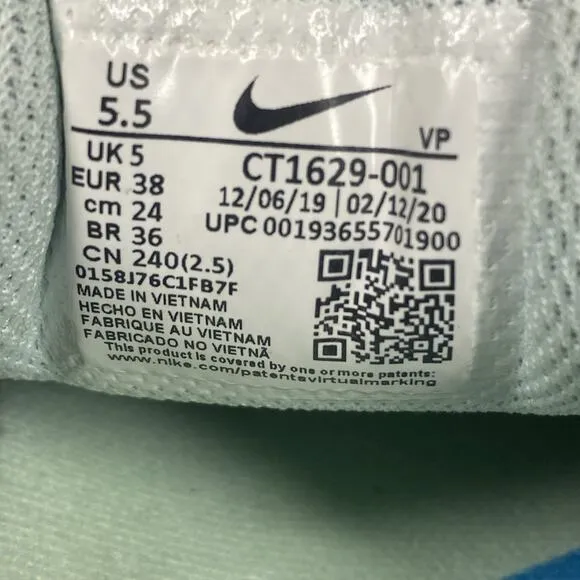 US
5.5
VP
UK 5
EUR 38
cm 24
BR 36
CN 240(2.5)
CT1629-001
12/06/19 | 02/12/20
UPC 00193655701900
0158J76C1FB7F
MADE IN VIETNAM
HECHO EN VIETNAM
FABRIQUE AU VIETNAM
FABRICADO NO VIETNÃ
This product is covered by one or more patents:
www.nike.com/patentsvirtualmarking